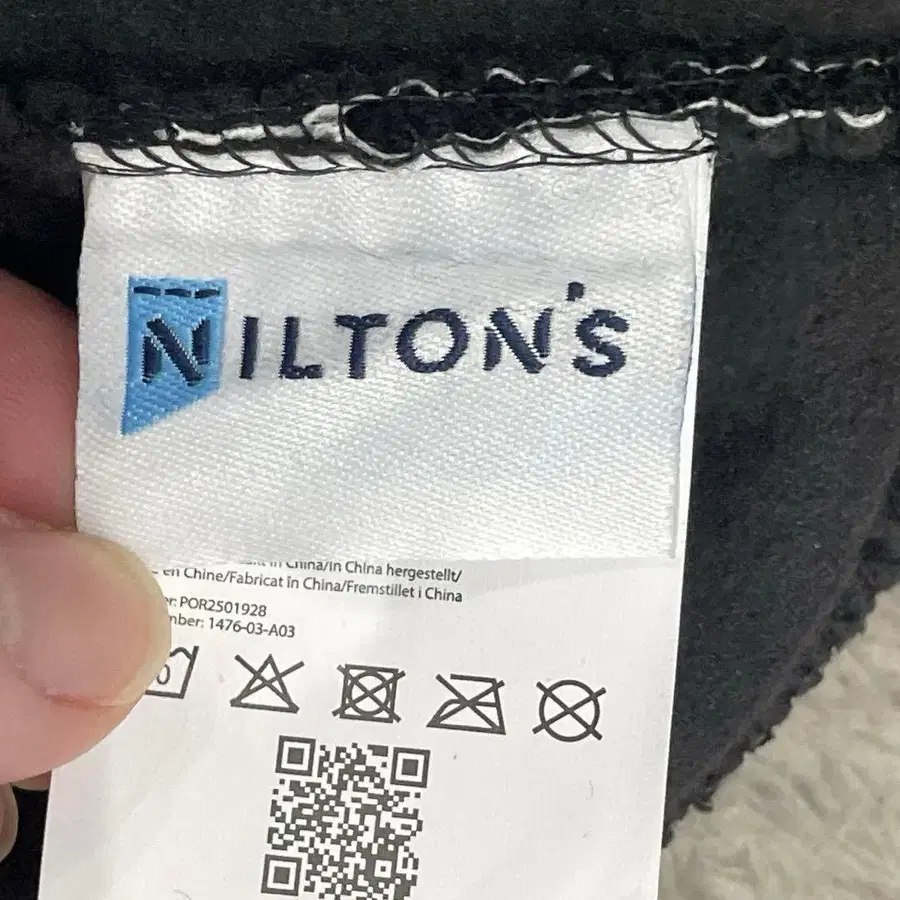 NILTON'S
in China/in China hergestellt/
en Chine/Fabricat în China/Fremstillet i China
POR2501928
1476-03-A03